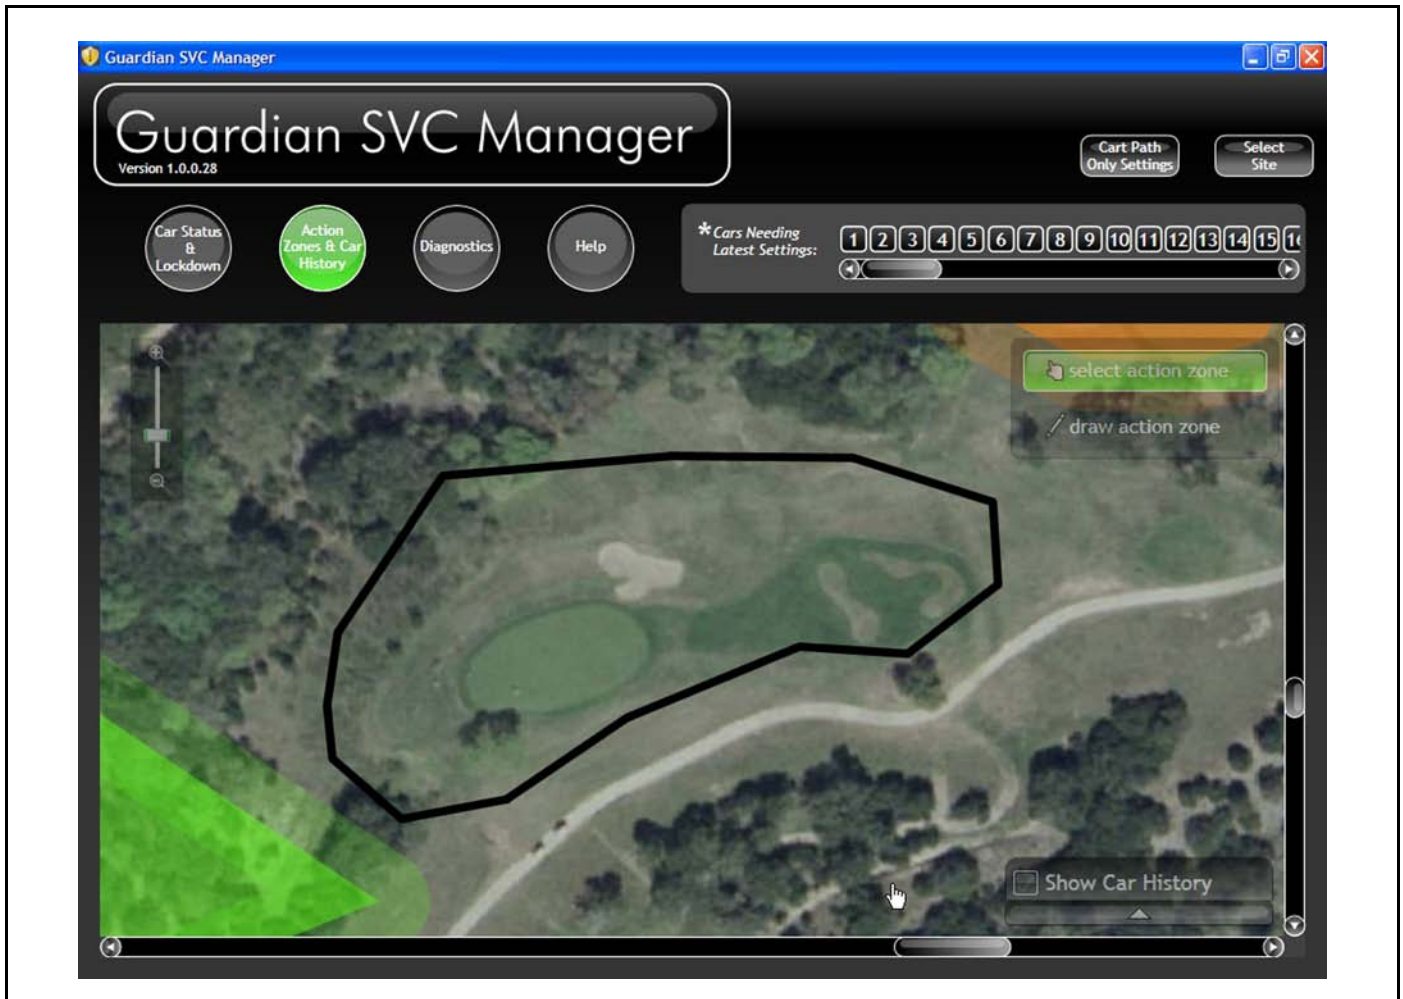 Guardian SVC Manager
Guardian SVC Manager
Version 1.0.0.28
Cart Path
Only Settings
Select
Site
Car Status
&
Lockdown
Action
Zones & Car
History
Diagnostics
Help
*Cars Needing
Latest Settings:
1 2 3 4 5 6 7 8 9 10 11 12 13 14 15
select action zone
draw action zone
Show Car History